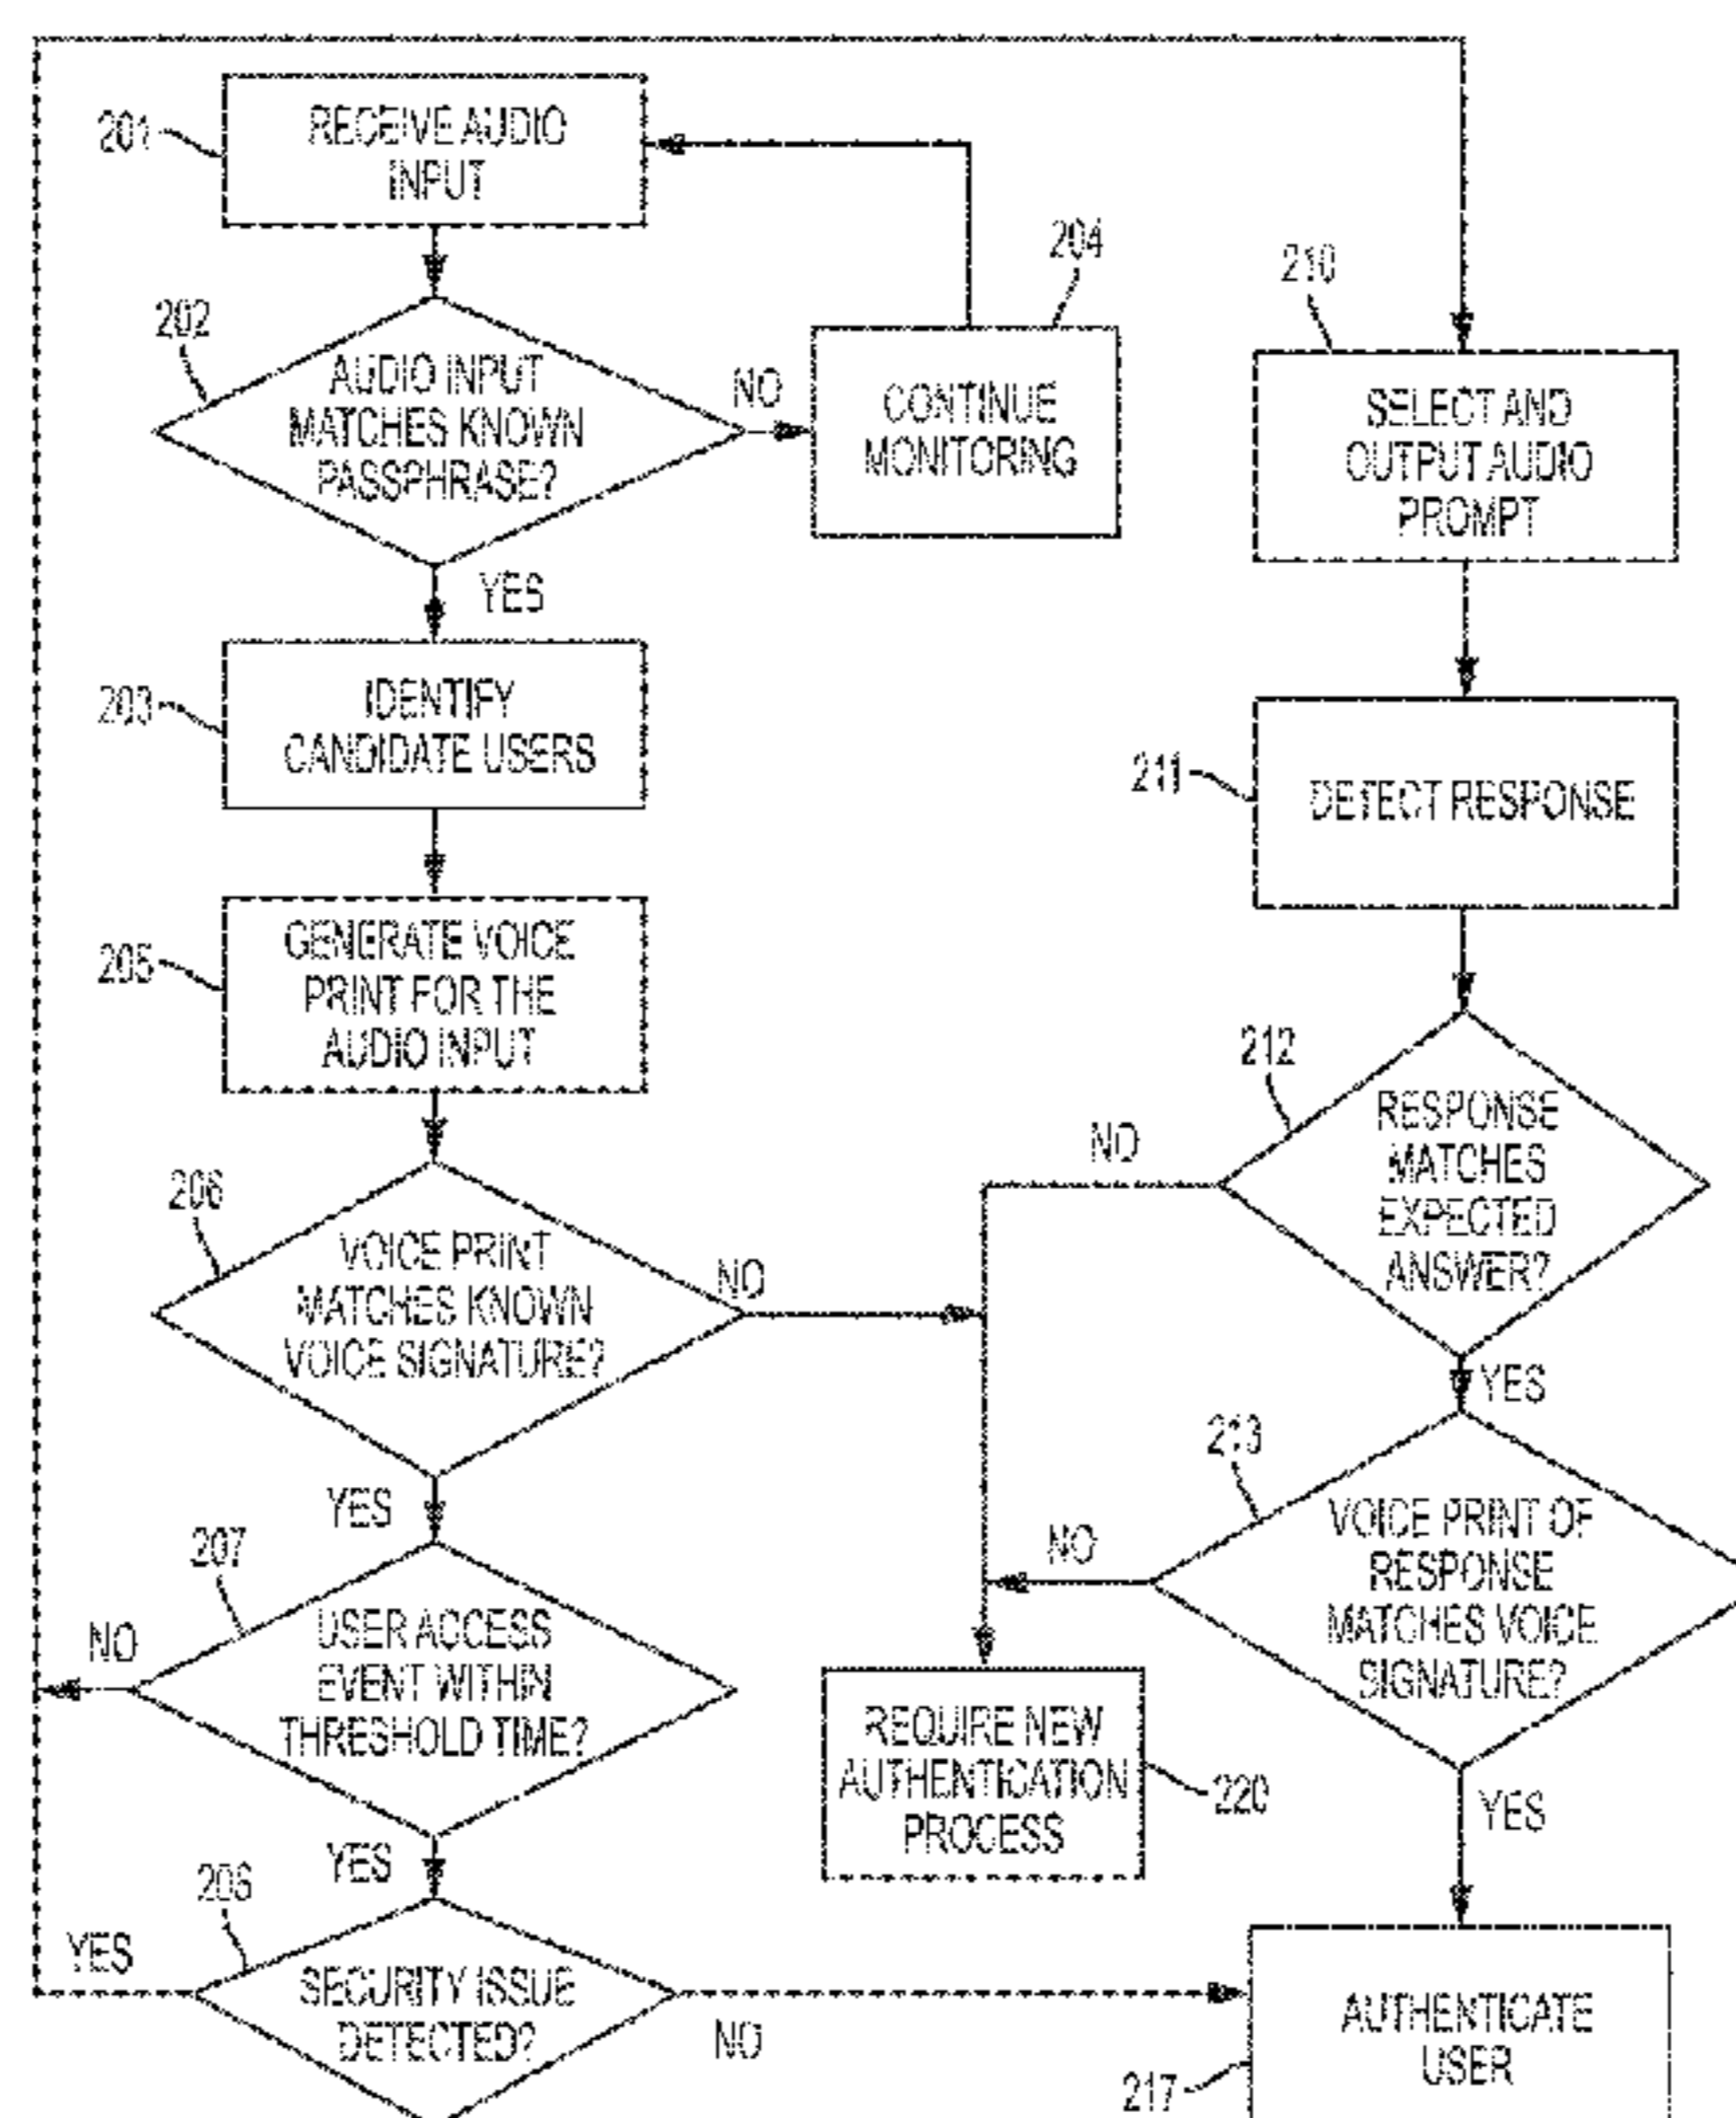 201
RECEIVE AUDIO
INPUT
202
AUDIO INPUT
MATCHES KNOWN
PASSPHRASE?
NO
204
CONTINUE
MONITORING
YES
203
IDENTIFY
CANDIDATE USERS
205
GENERATE VOICE
PRINT FOR THE
AUDIO INPUT
206
VOICE PRINT
MATCHES KNOWN
VOICE SIGNATURE?
NO
YES
207
USER ACCESS
EVENT WITHIN
THRESHOLD TIME?
NO
YES
SECURITY ISSUE
DETECTED?
YES
NO
210
SELECT AND
OUTPUT AUDIO
PROMPT
211
DETECT RESPONSE
212
RESPONSE
MATCHES
EXPECTED
ANSWER?
NO
YES
213
VOICE PRINT OF
RESPONSE
MATCHES VOICE
SIGNATURE?
NO
YES
REQUIRE NEW
AUTHENTICATION
PROCESS
220
AUTHENTICATE
USER
217